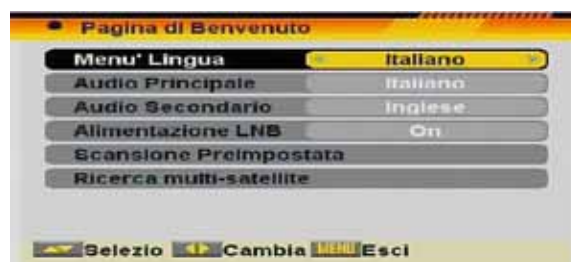 Pagina di Benvenuto
Menu' Lingua Italiano
Audio Principale Italiano
Audio Secondario Inglese
Alimentazione LNB On
Scansione Preimpostata
Ricerca multi-satellite
Selezio Cambia MENU Esci